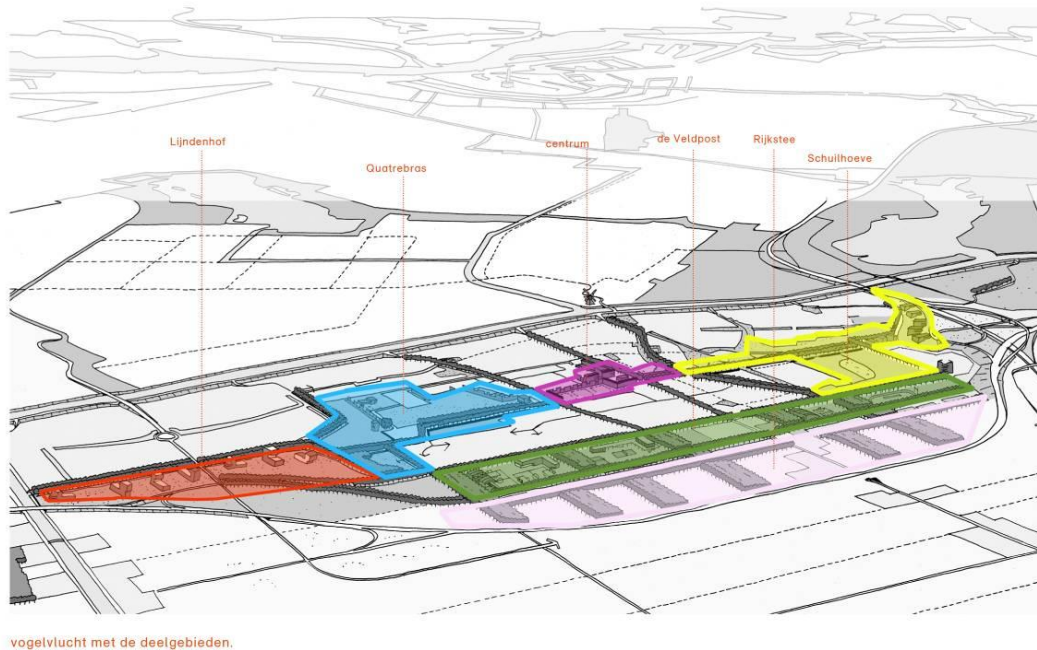 Lijndenhof
Quatrebras
centrum
de Veldpost
Rijkstee
Schuilhoeve
vogelvlucht met de deelgebieden.